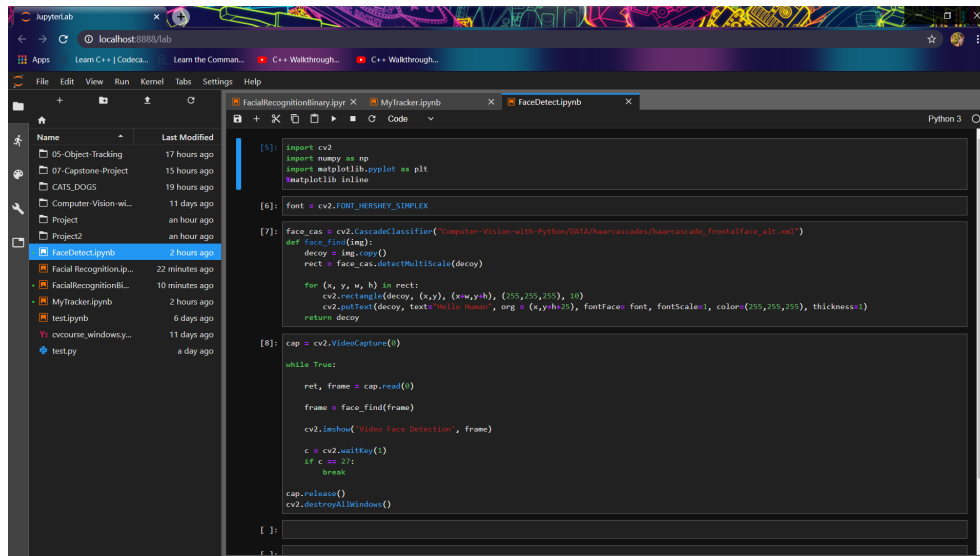 JupyterLab
localhost:8888/lab
Apps Learn C++ | Codeca... Learn the Comman... C++ Walkthrough... C++ Walkthrough...
File Edit View Run Kernel Tabs Settings Help
FacialRecognitionBinary.ipyr MyTracker.ipynb FaceDetect.ipynb
Code Python 3
Name Last Modified
05-Object-Tracking 17 hours ago
07-Capstone-Project 15 hours ago
CATS_DOGS 19 hours ago
Computer-Vision-wi... 11 days ago
Project an hour ago
Project2 an hour ago
FaceDetect.ipynb 2 hours ago
Facial Recognition.ip... 22 minutes ago
FacialRecognitionBi... 10 minutes ago
MyTracker.ipynb 2 hours ago
test.ipynb 6 days ago
Y: cvcourse_windows.y... 11 days ago
test.py a day ago
[5]: import cv2
import numpy as np
import matplotlib.pyplot as plt
%matplotlib inline
[6]: font = cv2.FONT_HERSHEY_SIMPLEX
[7]: face_cas = cv2.CascadeClassifier("Computer-Vision-with-Python/DATA/haarcascades/haarcascade_frontalface_alt.xml")
def face_find(img):
    decoy = img.copy()
    rect = face_cas.detectMultiScale(decoy)
    for (x, y, w, h) in rect:
        cv2.rectangle(decoy, (x,y), (x+w,y+h), (255,255,255), 10)
        cv2.putText(decoy, text="Hello Human", org = (x,y+h+25), fontFace= font, fontScale=1, color=(255,255,255), thickness=1)
    return decoy
[8]: cap = cv2.VideoCapture(0)
while True:
    ret, frame = cap.read(0)
    frame = face_find(frame)
    cv2.imshow('Video Face Detection', frame)
    c = cv2.waitKey(1)
    if c == 27:
        break
cap.release()
cv2.destroyAllWindows()
[ ]:
[ ]: